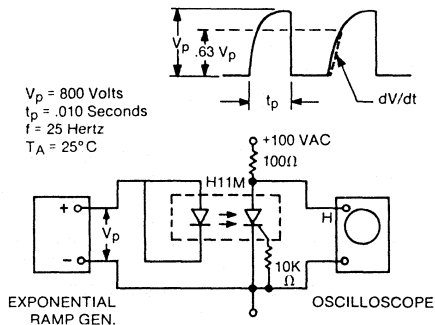 Vp
.63 Vp
tp
dV/dt
Vp = 800 Volts
tp = .010 Seconds
f = 25 Hertz
TA = 25°C
+100 VAC
100Ω
H11M
+
Vp
−
H
10K
Ω
EXPONENTIAL
RAMP GEN.
OSCILLOSCOPE